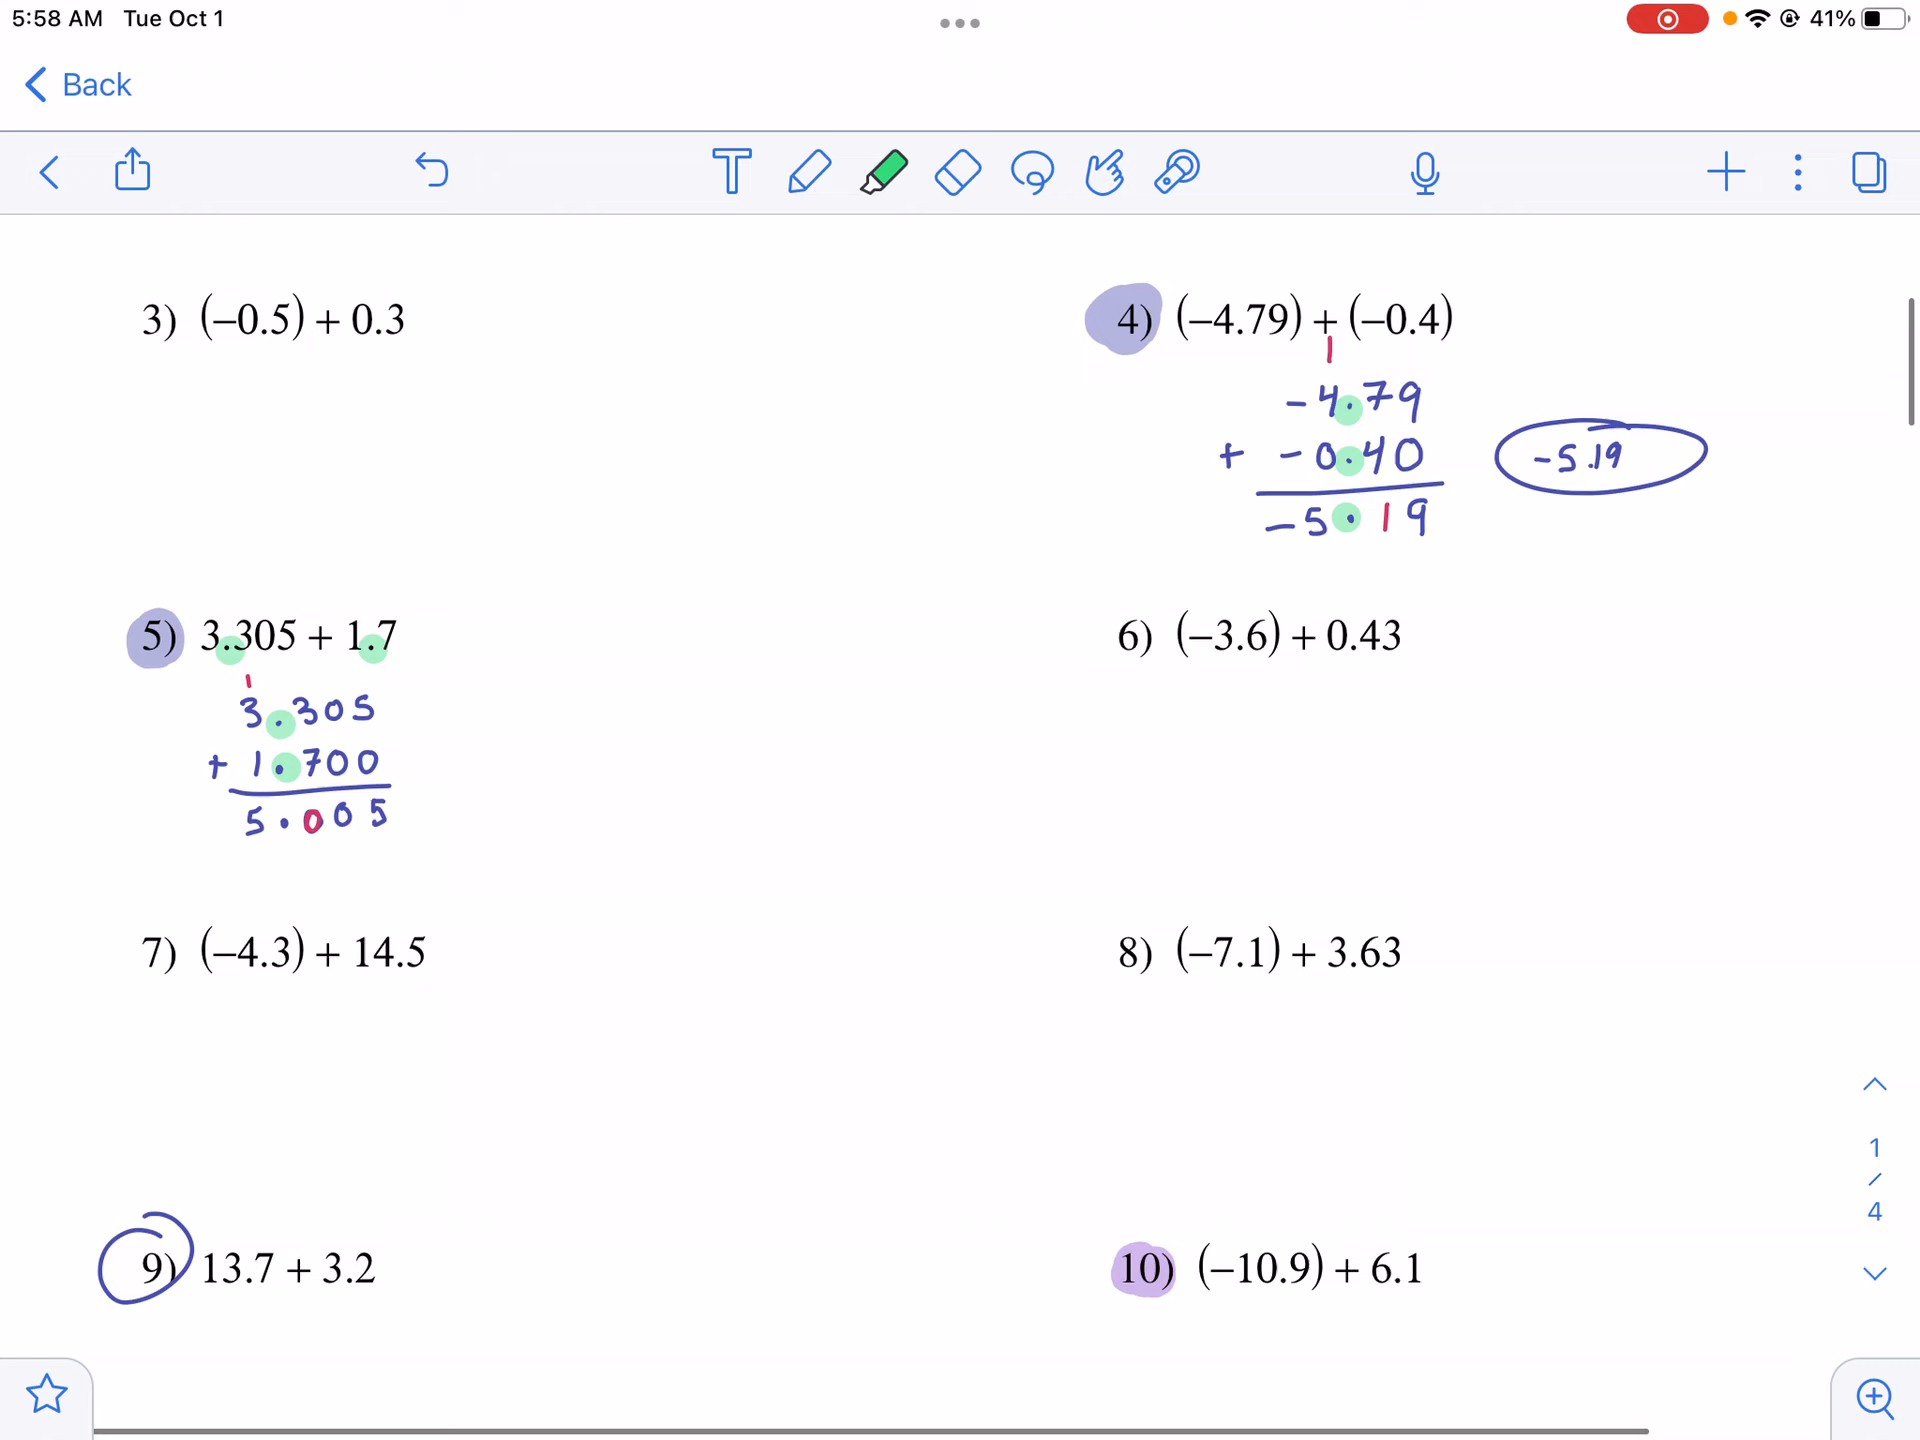 5:58 AM Tue Oct 1
41%
Back
3) (−0.5) + 0.3
4) (−4.79) + (−0.4)
1
-4.79
+ -0.40
-5.19
-5.19
5) 3.305 + 1.7
1
3.305
+ 1.700
5.005
6) (−3.6) + 0.43
7) (−4.3) + 14.5
8) (−7.1) + 3.63
1
/
4
9) 13.7 + 3.2
10) (−10.9) + 6.1